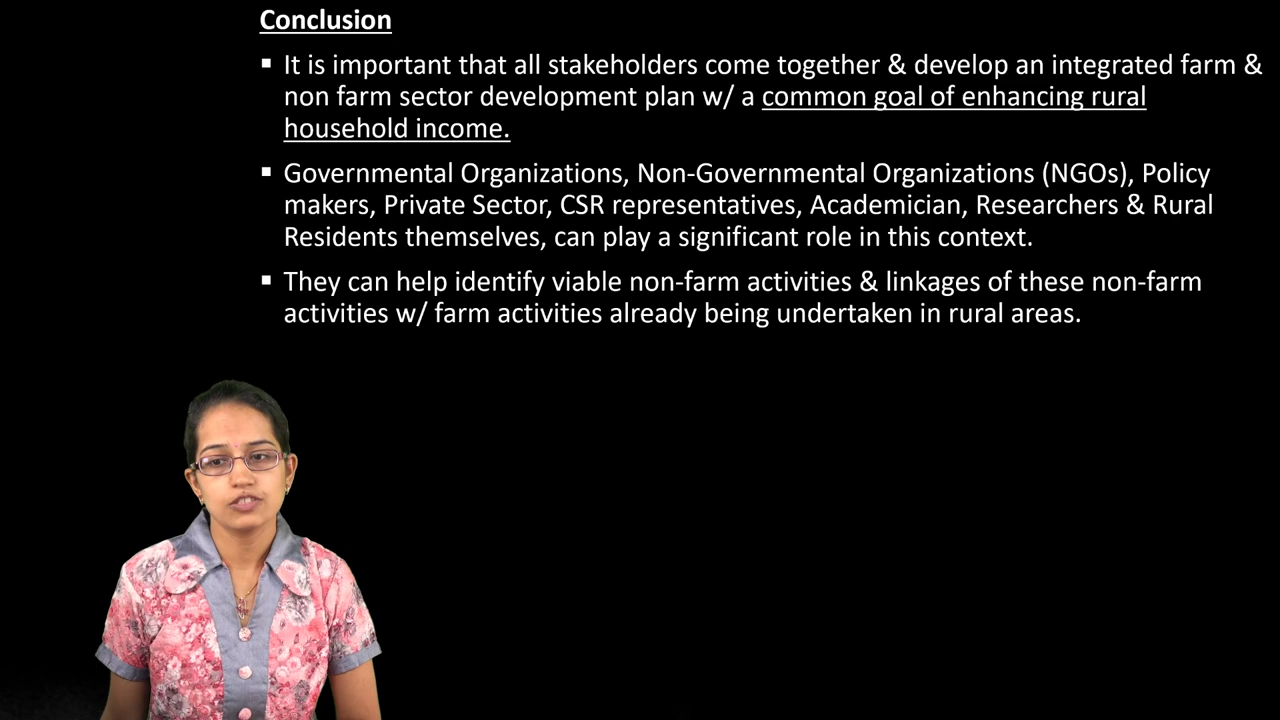 Conclusion
▪ It is important that all stakeholders come together & develop an integrated farm &
non farm sector development plan w/ a common goal of enhancing rural
household income.
▪ Governmental Organizations, Non-Governmental Organizations (NGOs), Policy
makers, Private Sector, CSR representatives, Academician, Researchers & Rural
Residents themselves, can play a significant role in this context.
▪ They can help identify viable non-farm activities & linkages of these non-farm
activities w/ farm activities already being undertaken in rural areas.